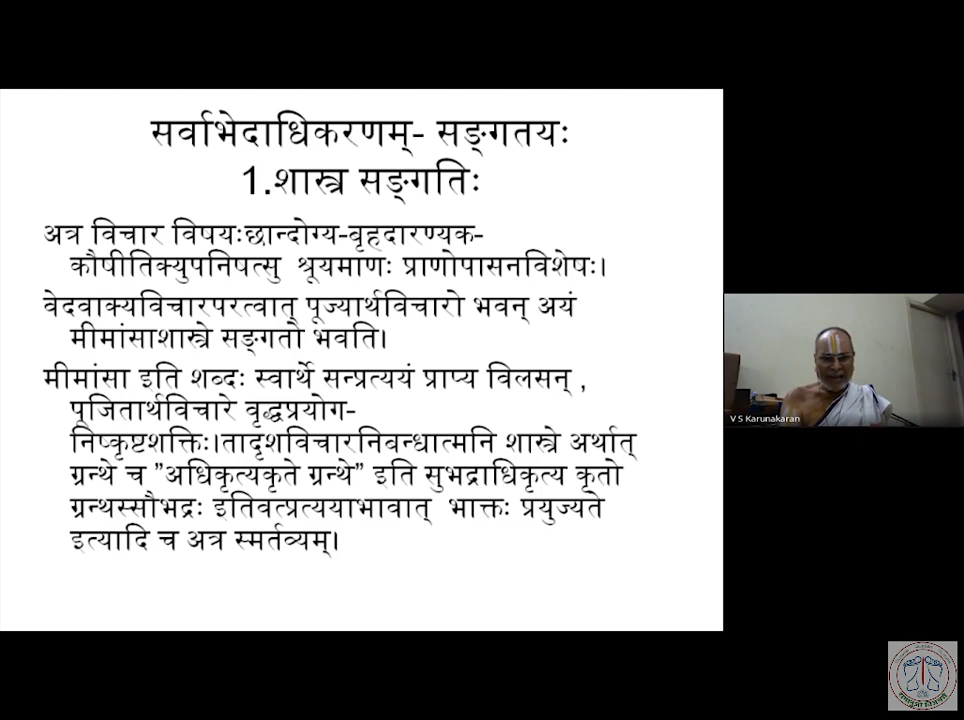 सर्वाभेदाधिकरणम्- सङ्गतयः
1.शास्त्र सङ्गतिः
अत्र विचार विषयःछान्दोग्य-बृहदारण्यक-
कौषीतिक्युपनिषत्सु श्रूयमाणः प्राणोपासनविशेषः।
वेदवाक्यविचारपरत्वात् पूज्यार्थविचारो भवन् अयं
मीमांसाशास्त्रे सङ्गतो भवति।
मीमांसा इति शब्दः स्वार्थे सन्प्रत्ययं प्राप्य विलसन् ,
पूजितार्थविचारे वृद्धप्रयोग-
निष्कृष्टशक्तिः।तादृशविचारनिबन्धात्मनि शास्त्रे अर्थात्
ग्रन्थे च ”अधिकृत्यकृते ग्रन्थे” इति सुभद्राधिकृत्य कृतो
ग्रन्थस्सौभद्रः इतिवत्प्रत्ययाभावात् भाक्तः प्रयुज्यते
इत्यादि च अत्र स्मर्तव्यम्।
V S Karunakaran